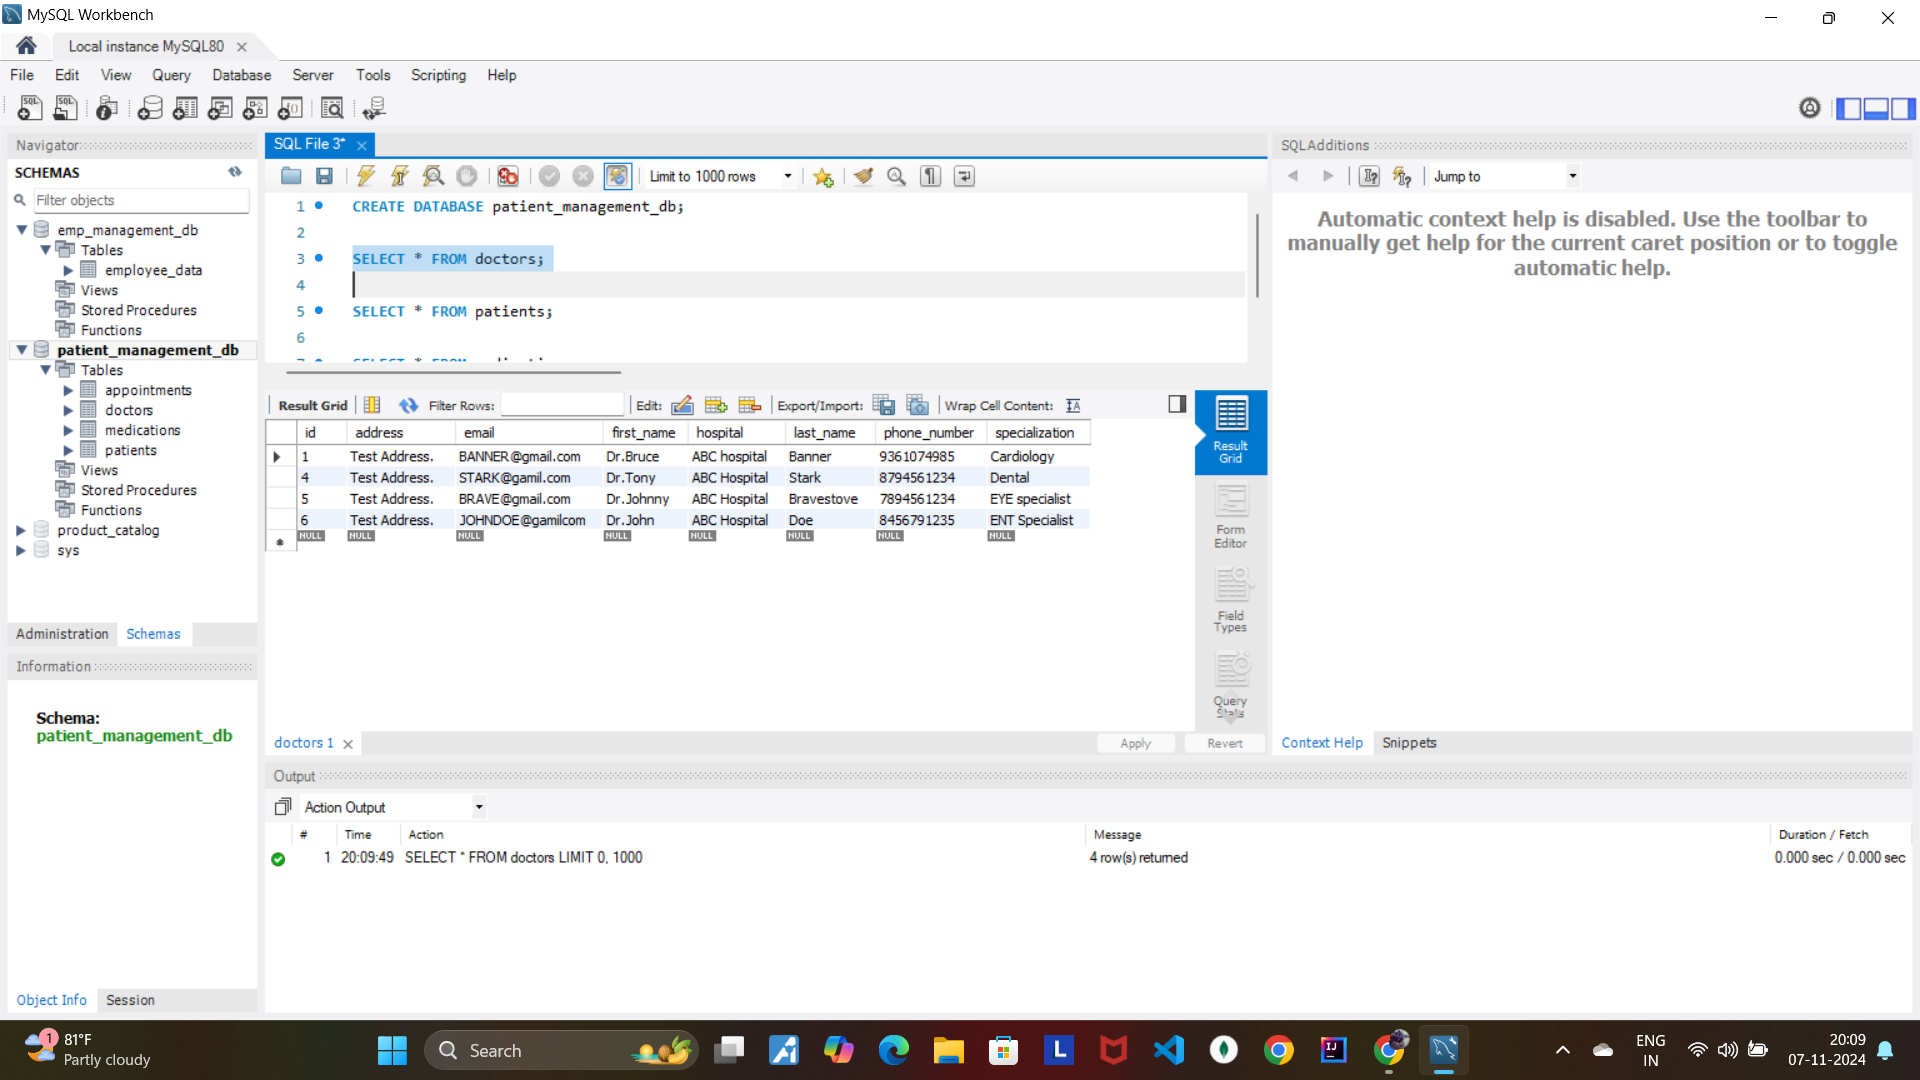 MySQL Workbench
Local instance MySQL80
File Edit View Query Database Server Tools Scripting Help
Navigator
SCHEMAS
Filter objects
emp_management_db
Tables
employee_data
Views
Stored Procedures
Functions
patient_management_db
Tables
appointments
doctors
medications
patients
Views
Stored Procedures
Functions
product_catalog
sys
Administration Schemas
Information
Schema:
patient_management_db
Object Info Session
SQL File 3*
Limit to 1000 rows
1 CREATE DATABASE patient_management_db;
2
3 SELECT * FROM doctors;
4
5 SELECT * FROM patients;
6
Result Grid Filter Rows: Edit: Export/Import: Wrap Cell Content:
id address email first_name hospital last_name phone_number specialization
1 Test Address. BANNER@gmail.com Dr.Bruce ABC hospital Banner 9361074985 Cardiology
4 Test Address. STARK@gamil.com Dr.Tony ABC Hospital Stark 8794561234 Dental
5 Test Address. BRAVE@gmail.com Dr.Johnny ABC Hospital Bravestove 7894561234 EYE specialist
6 Test Address. JOHNDOE@gamilcom Dr.John ABC Hospital Doe 8456791235 ENT Specialist
NULL NULL NULL NULL NULL NULL NULL NULL
Result
Grid
Form
Editor
Field
Types
Query
Stats
doctors 1
Apply Revert
SQLAdditions
Jump to
Automatic context help is disabled. Use the toolbar to
manually get help for the current caret position or to toggle
automatic help.
Context Help Snippets
Output
Action Output
# Time Action Message Duration / Fetch
1 20:09:49 SELECT * FROM doctors LIMIT 0, 1000 4 row(s) returned 0.000 sec / 0.000 sec
1
81°F
Partly cloudy
Search
ENG
IN
20:09
07-11-2024